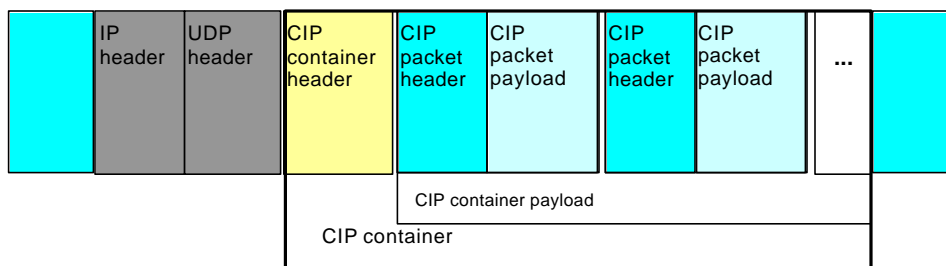 IP
header
UDP
header
CIP
container
header
CIP
packet
header
CIP
packet
payload
CIP
packet
header
CIP
packet
payload
...
CIP container payload
CIP container